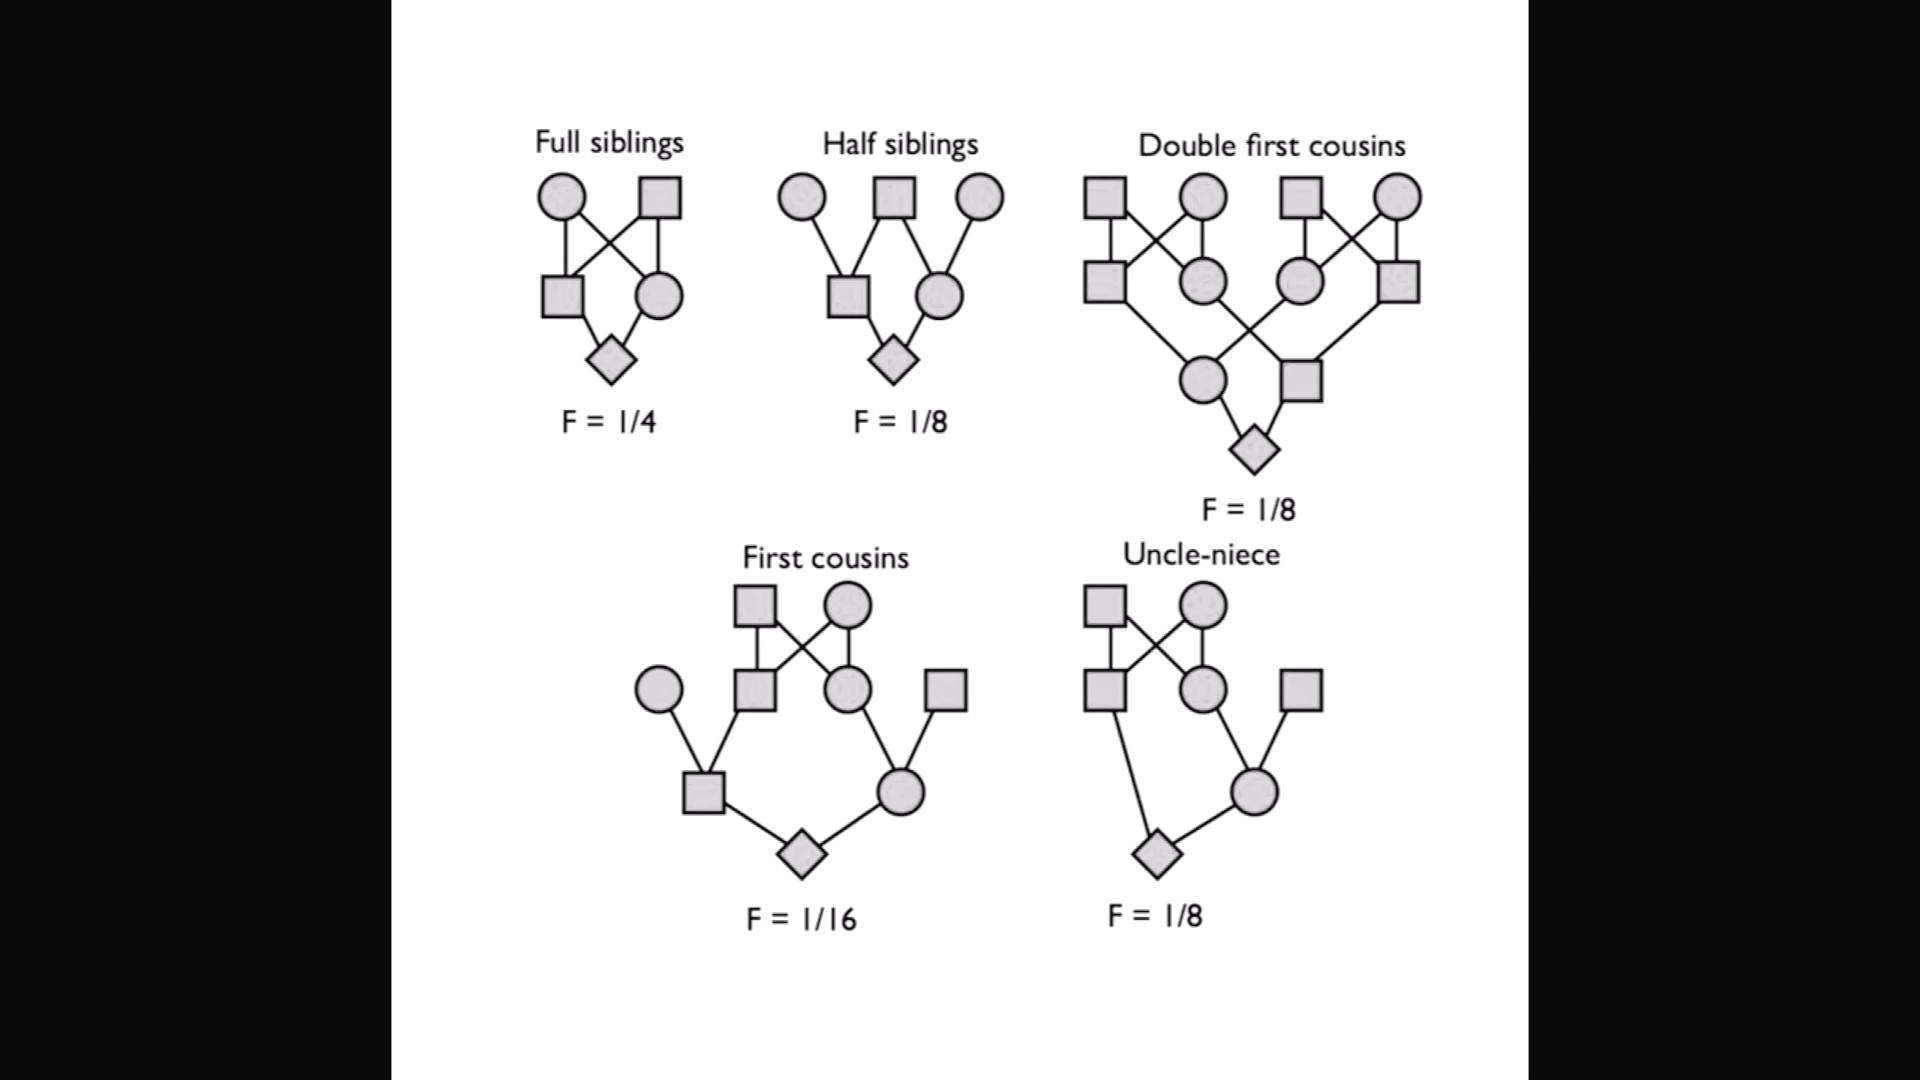 Full siblings
Half siblings
Double first cousins
F = 1/4
F = 1/8
F = 1/8
First cousins
Uncle-niece
F = 1/16
F = 1/8